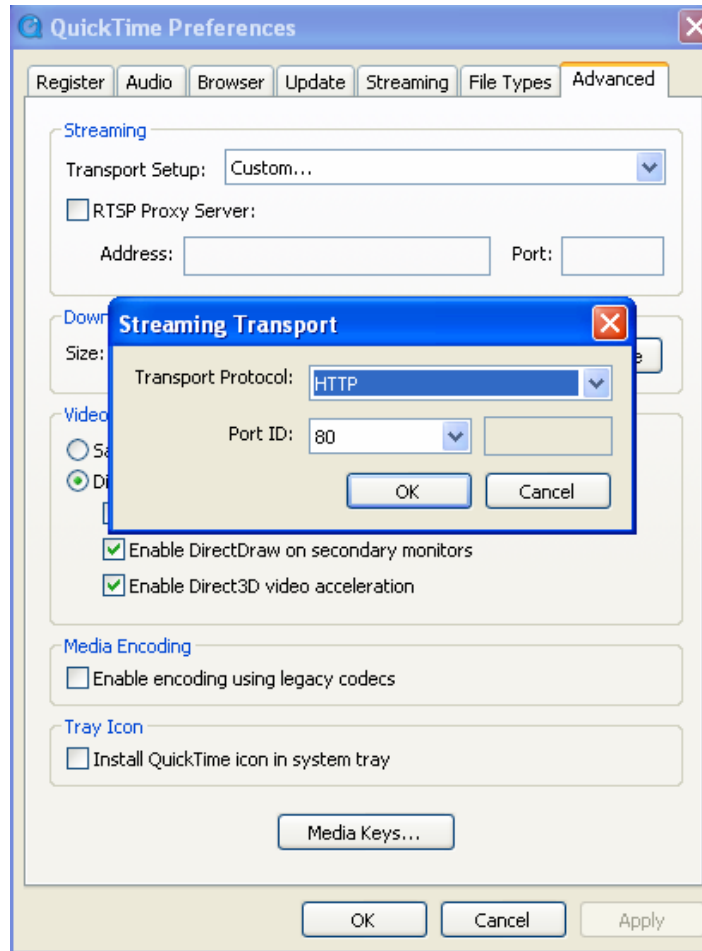 QuickTime Preferences
Register Audio Browser Update Streaming File Types Advanced
Streaming
Transport Setup: Custom...
RTSP Proxy Server:
Address: Port:
Streaming Transport
Size:
Transport Protocol: HTTP
Video
Port ID: 80
OK Cancel
Enable DirectDraw on secondary monitors
Enable Direct3D video acceleration
Media Encoding
Enable encoding using legacy codecs
Tray Icon
Install QuickTime icon in system tray
Media Keys...
OK Cancel Apply